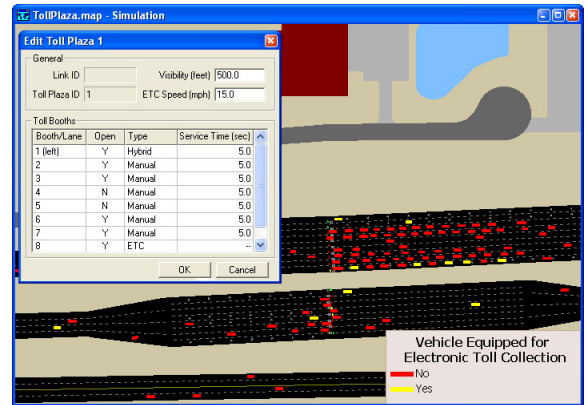 TollPlaza.map - Simulation
Edit Toll Plaza 1
General
Link ID
Visibility (feet) 500.0
Toll Plaza ID 1
ETC Speed (mph) 15.0
Toll Booths
Booth/Lane Open Type Service Time (sec)
1 (left) Y Hybrid 5.0
2 Y Manual 5.0
3 Y Manual 5.0
4 N Manual 5.0
5 N Manual 5.0
6 Y Manual 5.0
7 Y Manual 5.0
8 Y ETC --
OK Cancel
Vehicle Equipped for
Electronic Toll Collection
No
Yes